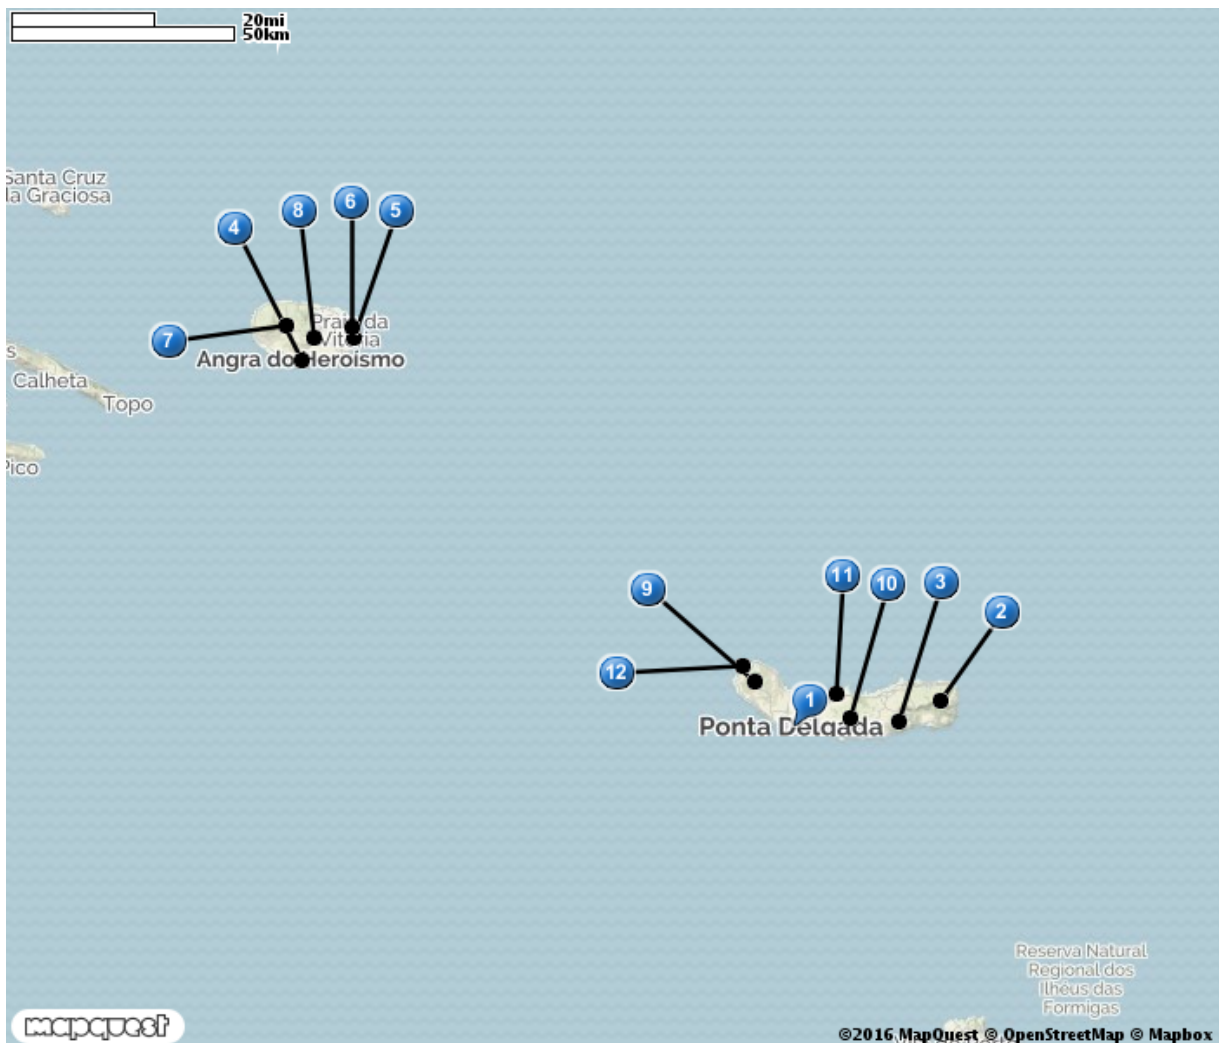 20mi
50km
Santa Cruz
da Graciosa
6
8
5
4
Praia da
Vitória
7
Angra do Heroísmo
s
Calheta
Topo
Pico
11
10
3
9
2
12
1
Ponta Delgada
Reserva Natural
Regional dos
Ilhéus das
Formigas
mapquest
©2016 MapQuest © OpenStreetMap © Mapbox